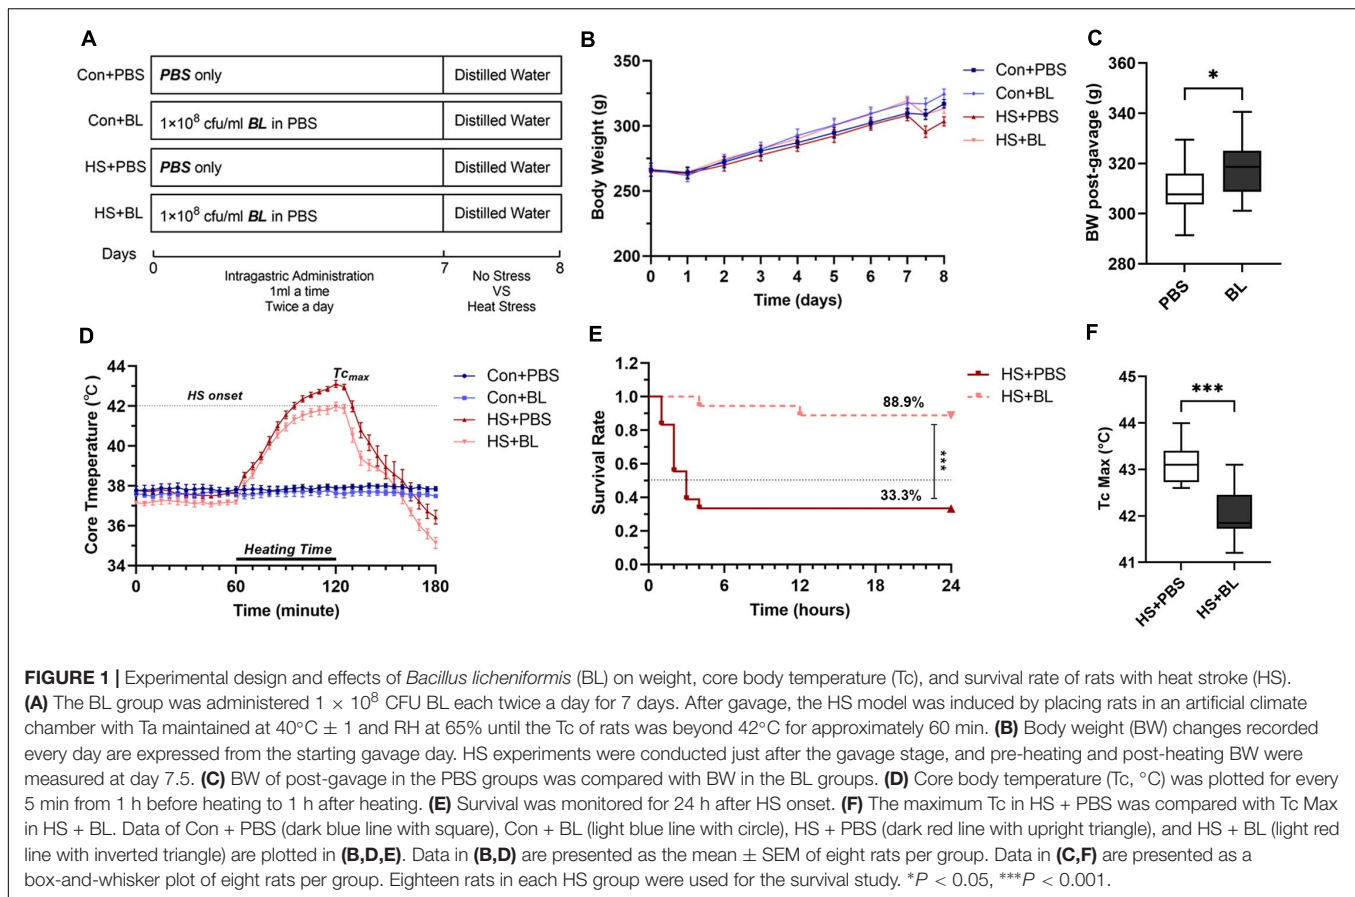 A
Con+PBS
PBS only
Distilled Water
Con+BL
1×10⁸ cfu/ml BL in PBS
Distilled Water
HS+PBS
PBS only
Distilled Water
HS+BL
1×10⁸ cfu/ml BL in PBS
Distilled Water
Days
0
7
8
Intragastric Administration
1ml a time
Twice a day
No Stress
VS
Heat Stress
B
350
300
250
200
Body Weight (g)
0 1 2 3 4 5 6 7 8
Time (days)
Con+PBS
Con+BL
HS+PBS
HS+BL
C
360
340
320
300
280
BW post-gavage (g)
*
PBS
BL
D
44
42
40
38
36
34
Core Tmeperature (°C)
HS onset
Tcmax
Heating Time
0 60 120 180
Time (minute)
Con+PBS
Con+BL
HS+PBS
HS+BL
E
1.2
1.0
0.8
0.6
0.4
0.2
0.0
Survival Rate
88.9%
***
33.3%
0 6 12 18 24
Time (hours)
HS+PBS
HS+BL
F
45
44
43
42
41
Tc Max (°C)
***
HS+PBS
HS+BL
FIGURE 1 | Experimental design and effects of Bacillus licheniformis (BL) on weight, core body temperature (Tc), and survival rate of rats with heat stroke (HS).
(A) The BL group was administered 1 × 10⁸ CFU BL each twice a day for 7 days. After gavage, the HS model was induced by placing rats in an artificial climate
chamber with Ta maintained at 40°C ± 1 and RH at 65% until the Tc of rats was beyond 42°C for approximately 60 min. (B) Body weight (BW) changes recorded
every day are expressed from the starting gavage day. HS experiments were conducted just after the gavage stage, and pre-heating and post-heating BW were
measured at day 7.5. (C) BW of post-gavage in the PBS groups was compared with BW in the BL groups. (D) Core body temperature (Tc, °C) was plotted for every
5 min from 1 h before heating to 1 h after heating. (E) Survival was monitored for 24 h after HS onset. (F) The maximum Tc in HS + PBS was compared with Tc Max
in HS + BL. Data of Con + PBS (dark blue line with square), Con + BL (light blue line with circle), HS + PBS (dark red line with upright triangle), and HS + BL (light red
line with inverted triangle) are plotted in (B,D,E). Data in (B,D) are presented as the mean ± SEM of eight rats per group. Data in (C,F) are presented as a
box-and-whisker plot of eight rats per group. Eighteen rats in each HS group were used for the survival study. *P < 0.05, ***P < 0.001.